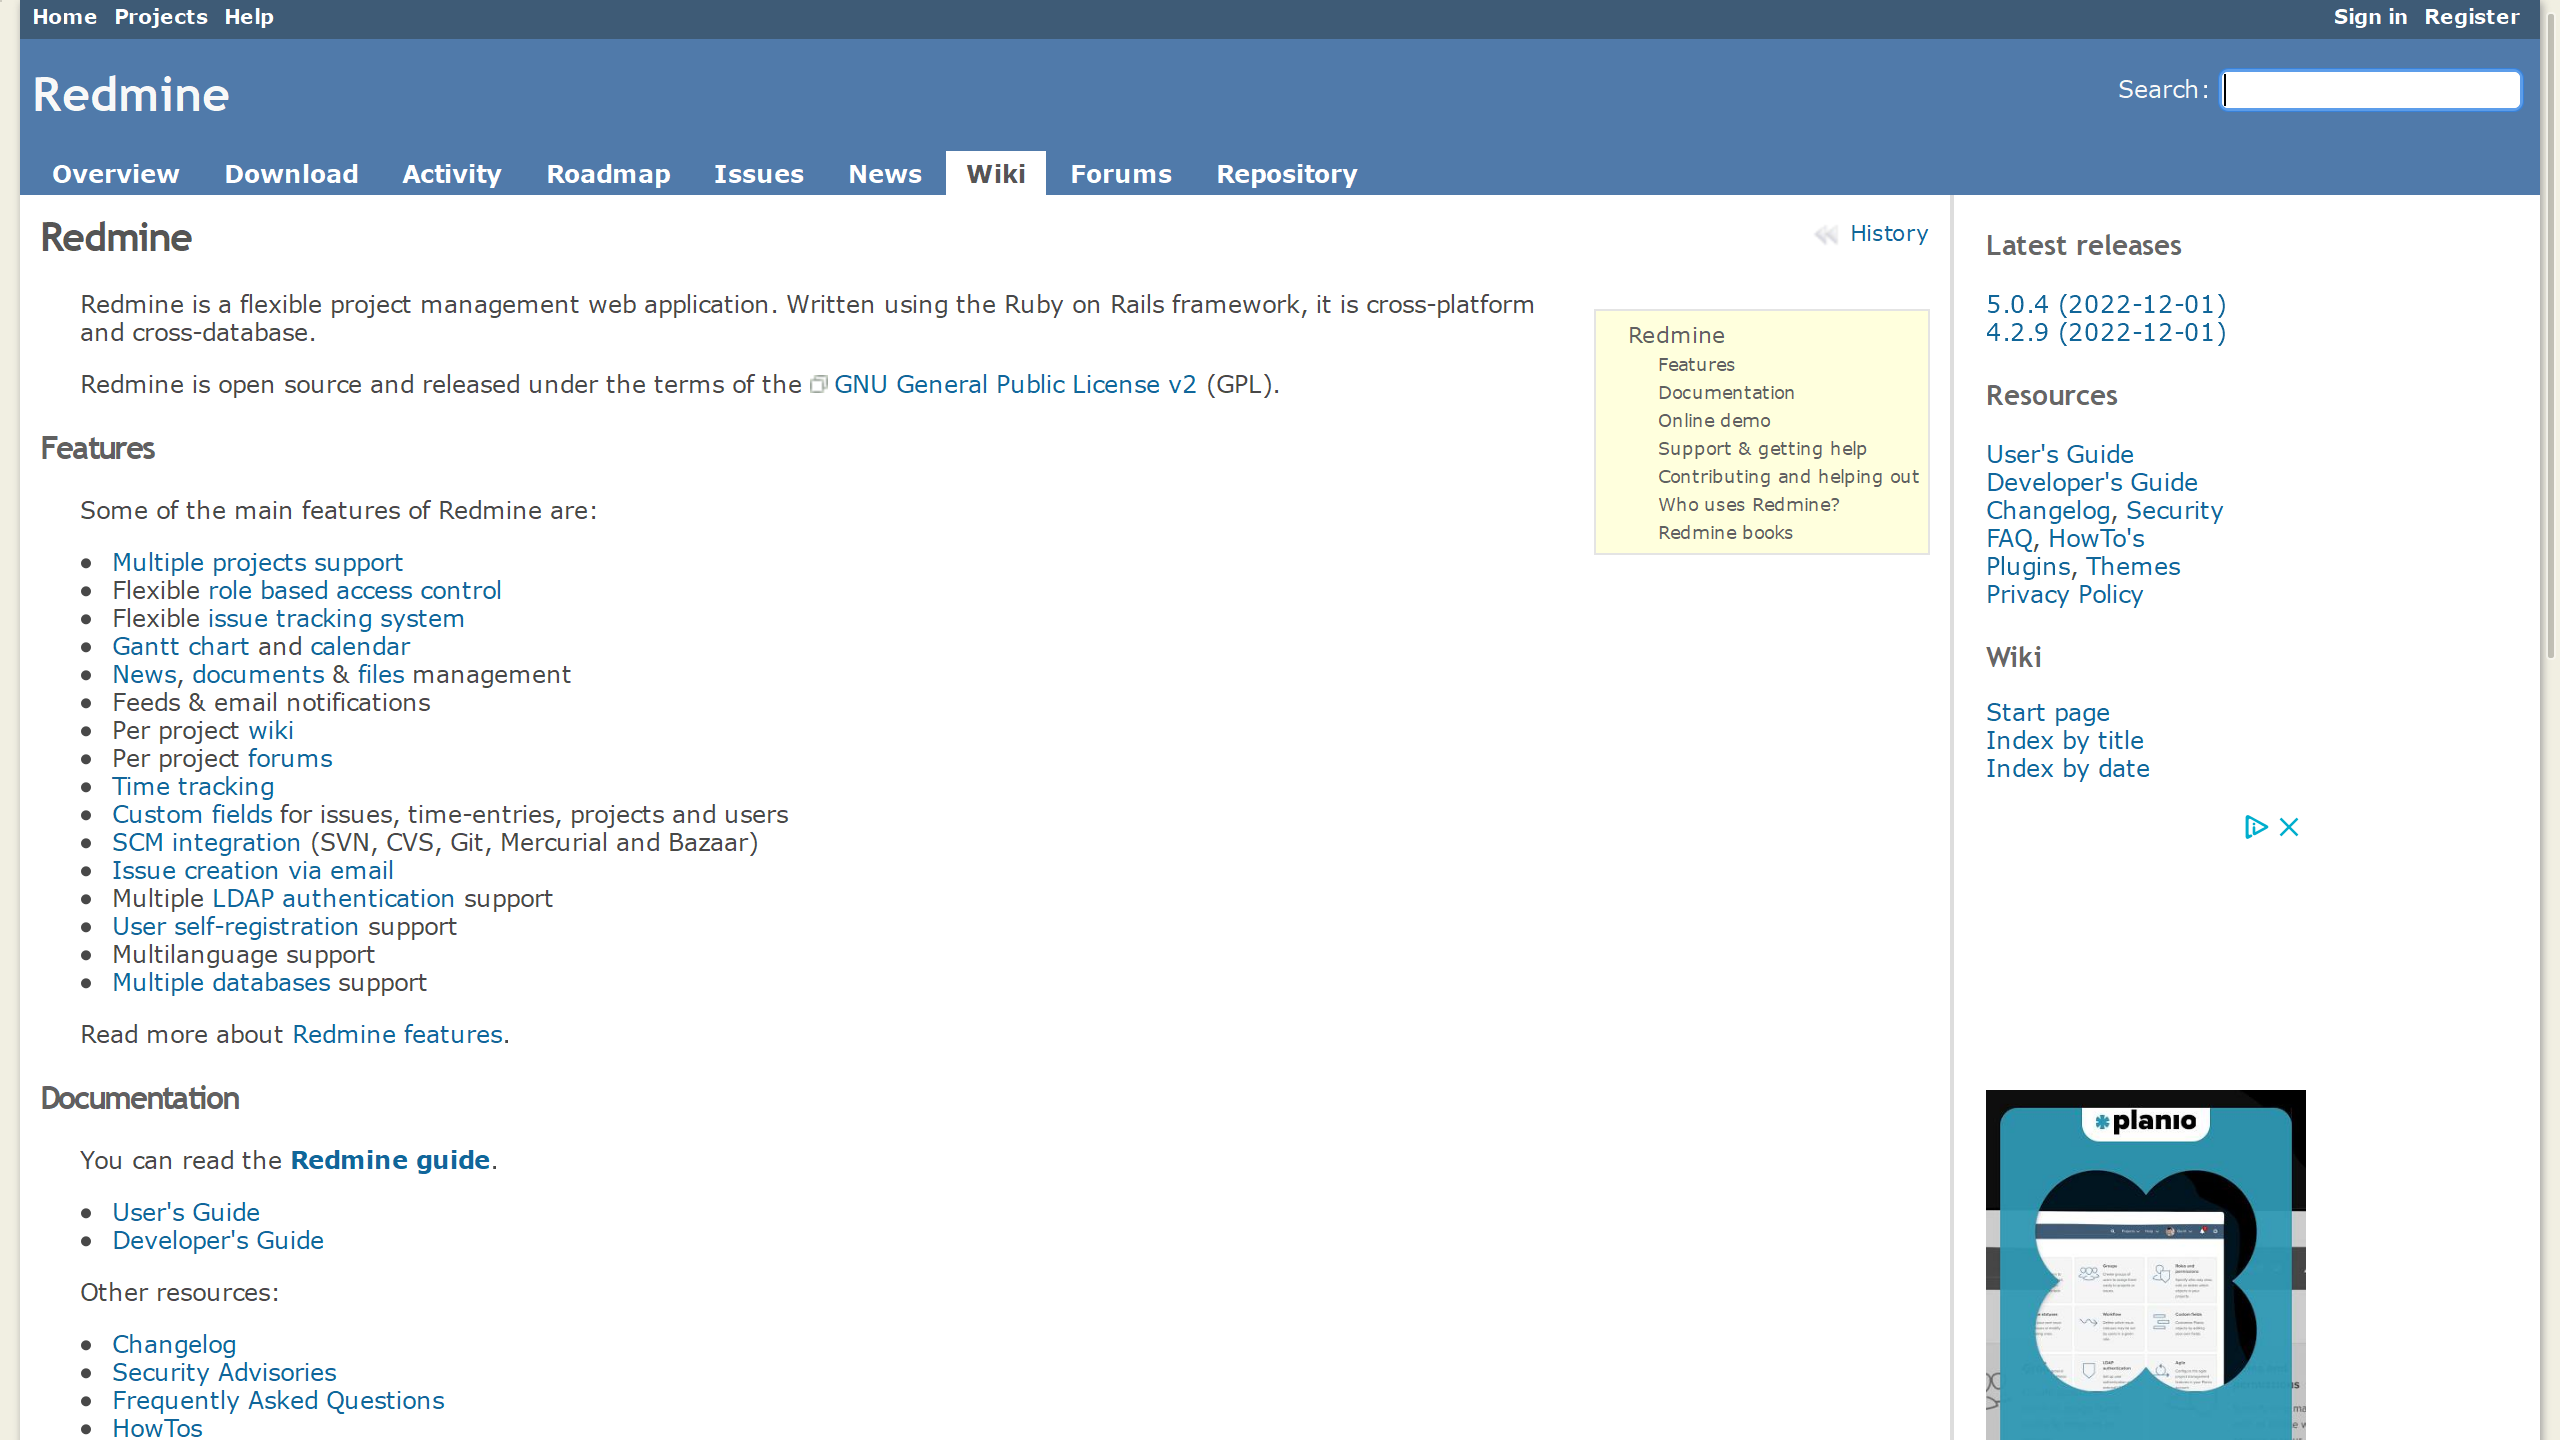 Home Projects Help
Sign in Register
Redmine
Search:
Overview Download Activity Roadmap Issues News Wiki Forums Repository
Redmine
History
Redmine is a flexible project management web application. Written using the Ruby on Rails framework, it is cross-platform
and cross-database.
Redmine is open source and released under the terms of the GNU General Public License v2 (GPL).
Redmine
Features
Documentation
Online demo
Support & getting help
Contributing and helping out
Who uses Redmine?
Redmine books
Features
Some of the main features of Redmine are:
Multiple projects support
Flexible role based access control
Flexible issue tracking system
Gantt chart and calendar
News, documents & files management
Feeds & email notifications
Per project wiki
Per project forums
Time tracking
Custom fields for issues, time-entries, projects and users
SCM integration (SVN, CVS, Git, Mercurial and Bazaar)
Issue creation via email
Multiple LDAP authentication support
User self-registration support
Multilanguage support
Multiple databases support
Read more about Redmine features.
Documentation
You can read the Redmine guide.
User's Guide
Developer's Guide
Other resources:
Changelog
Security Advisories
Frequently Asked Questions
HowTos
Latest releases
5.0.4 (2022-12-01)
4.2.9 (2022-12-01)
Resources
User's Guide
Developer's Guide
Changelog, Security
FAQ, HowTo's
Plugins, Themes
Privacy Policy
Wiki
Start page
Index by title
Index by date
planio
Groups
Roles and
permissions
Workflow
Custom fields
LDAP
authentication
Agile